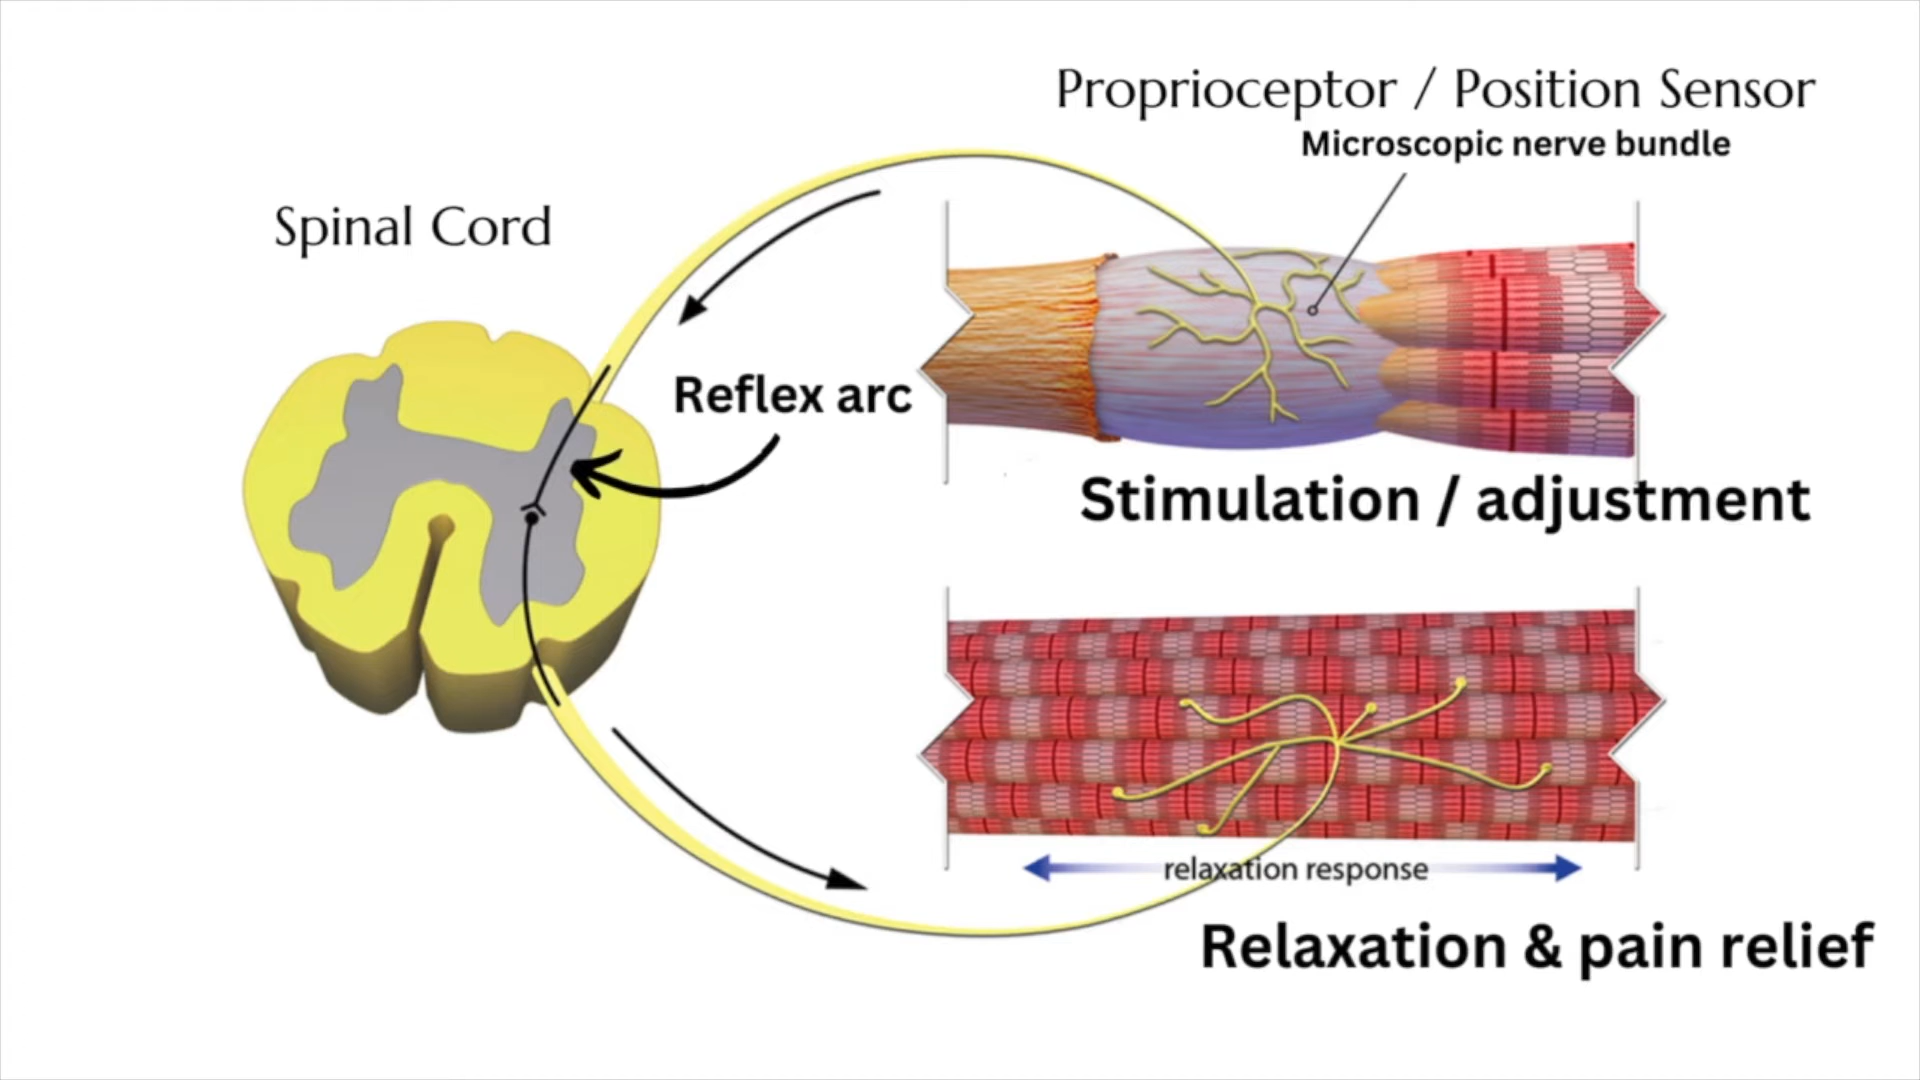 Proprioceptor / Position Sensor
Microscopic nerve bundle
Spinal Cord
Reflex arc
Stimulation / adjustment
relaxation response
Relaxation & pain relief